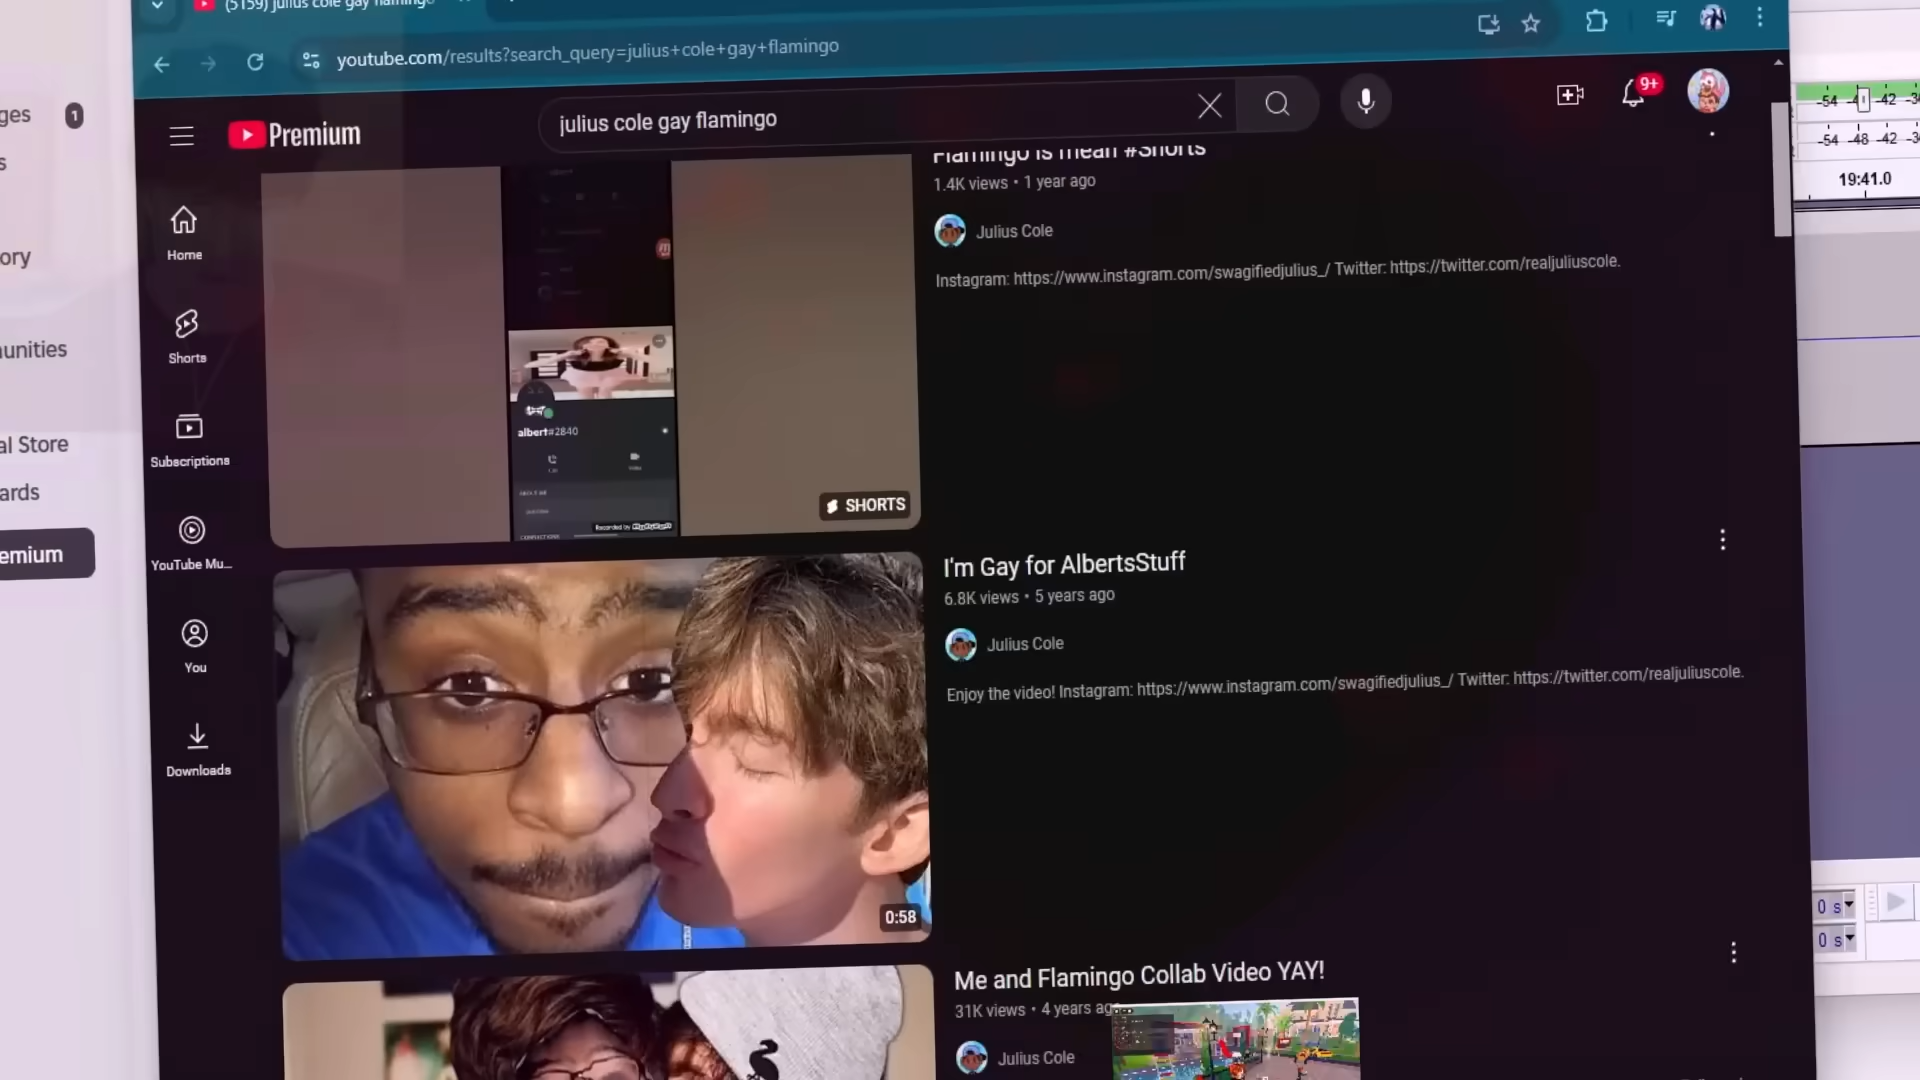 (5159) julius cole gay flamingo
youtube.com/results?search_query=julius+cole+gay+flamingo
Premium
julius cole gay flamingo
9+
ges 1
s
ory
unities
al Store
ards
emium
Home
Shorts
Subscriptions
YouTube Mu...
You
Downloads
Flamingo is mean #Shorts
1.4K views • 1 year ago
Julius Cole
Instagram: https://www.instagram.com/swagifiedjulius_/ Twitter: https://twitter.com/realjuliuscole.
albert#2840
SHORTS
I'm Gay for AlbertsStuff
6.8K views • 5 years ago
Julius Cole
Enjoy the video! Instagram: https://www.instagram.com/swagifiedjulius_/ Twitter: https://twitter.com/realjuliuscole.
0:58
Me and Flamingo Collab Video YAY!
31K views • 4 years ag
Julius Cole
-54 -42
-54 -48 -42
19:41.0
0 s
0 s